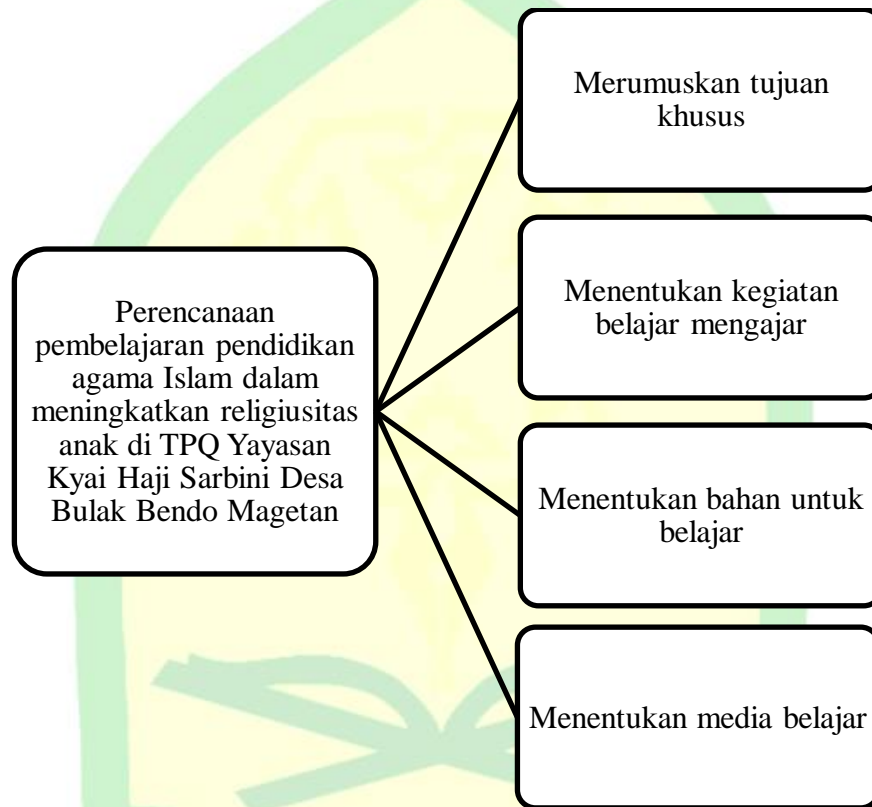 Perencanaan
pembelajaran pendidikan
agama Islam dalam
meningkatkan religiusitas
anak di TPQ Yayasan
Kyai Haji Sarbini Desa
Bulak Bendo Magetan
Merumuskan tujuan
khusus
Menentukan kegiatan
belajar mengajar
Menentukan bahan untuk
belajar
Menentukan media belajar